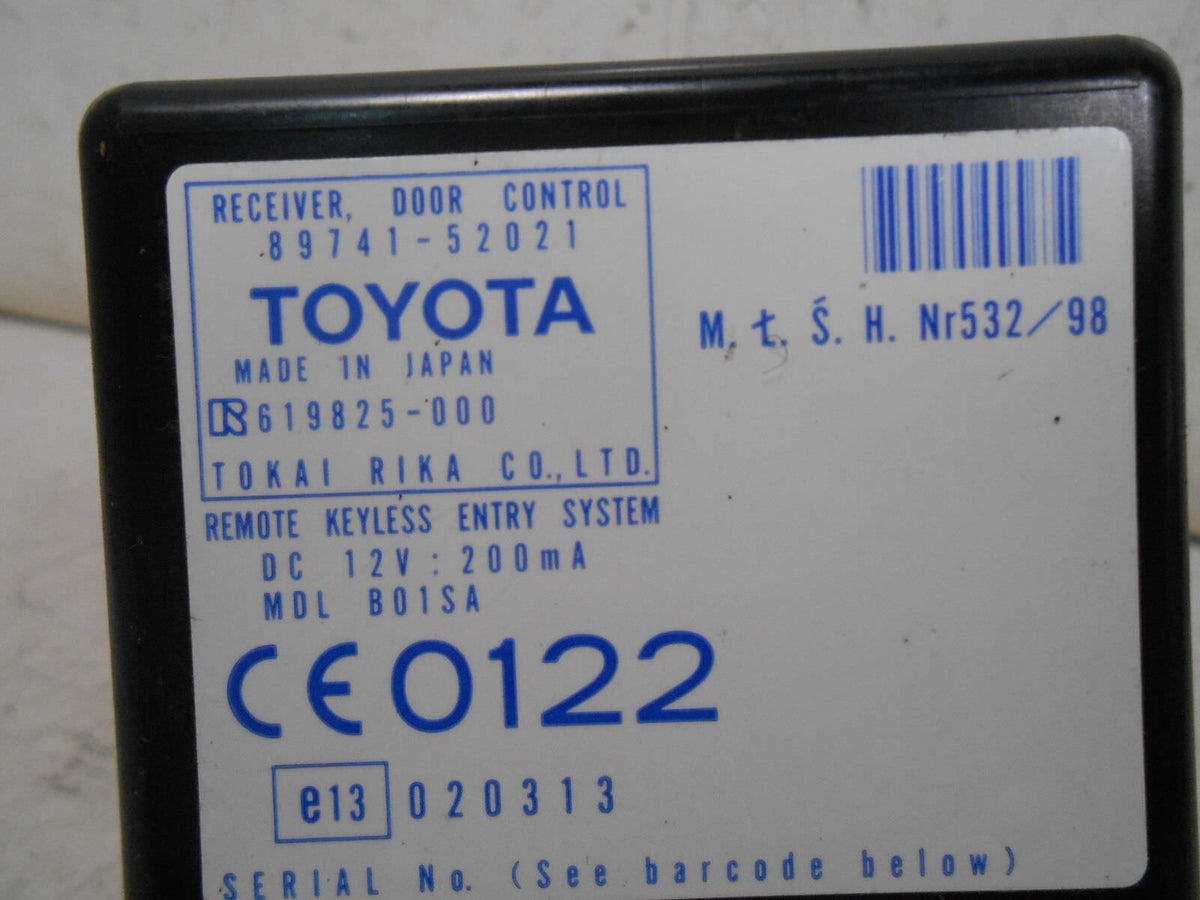 RECEIVER, DOOR CONTROL
89741-52021
TOYOTA
MADE IN JAPAN
619825-000
TOKAI RIKA CO.,LTD.
M. ł. Ś. H. Nr532/98
REMOTE KEYLESS ENTRY SYSTEM
DC 12V : 200mA
MDL B01SA
CE0122
e13 020313
SERIAL No. (See barcode below)